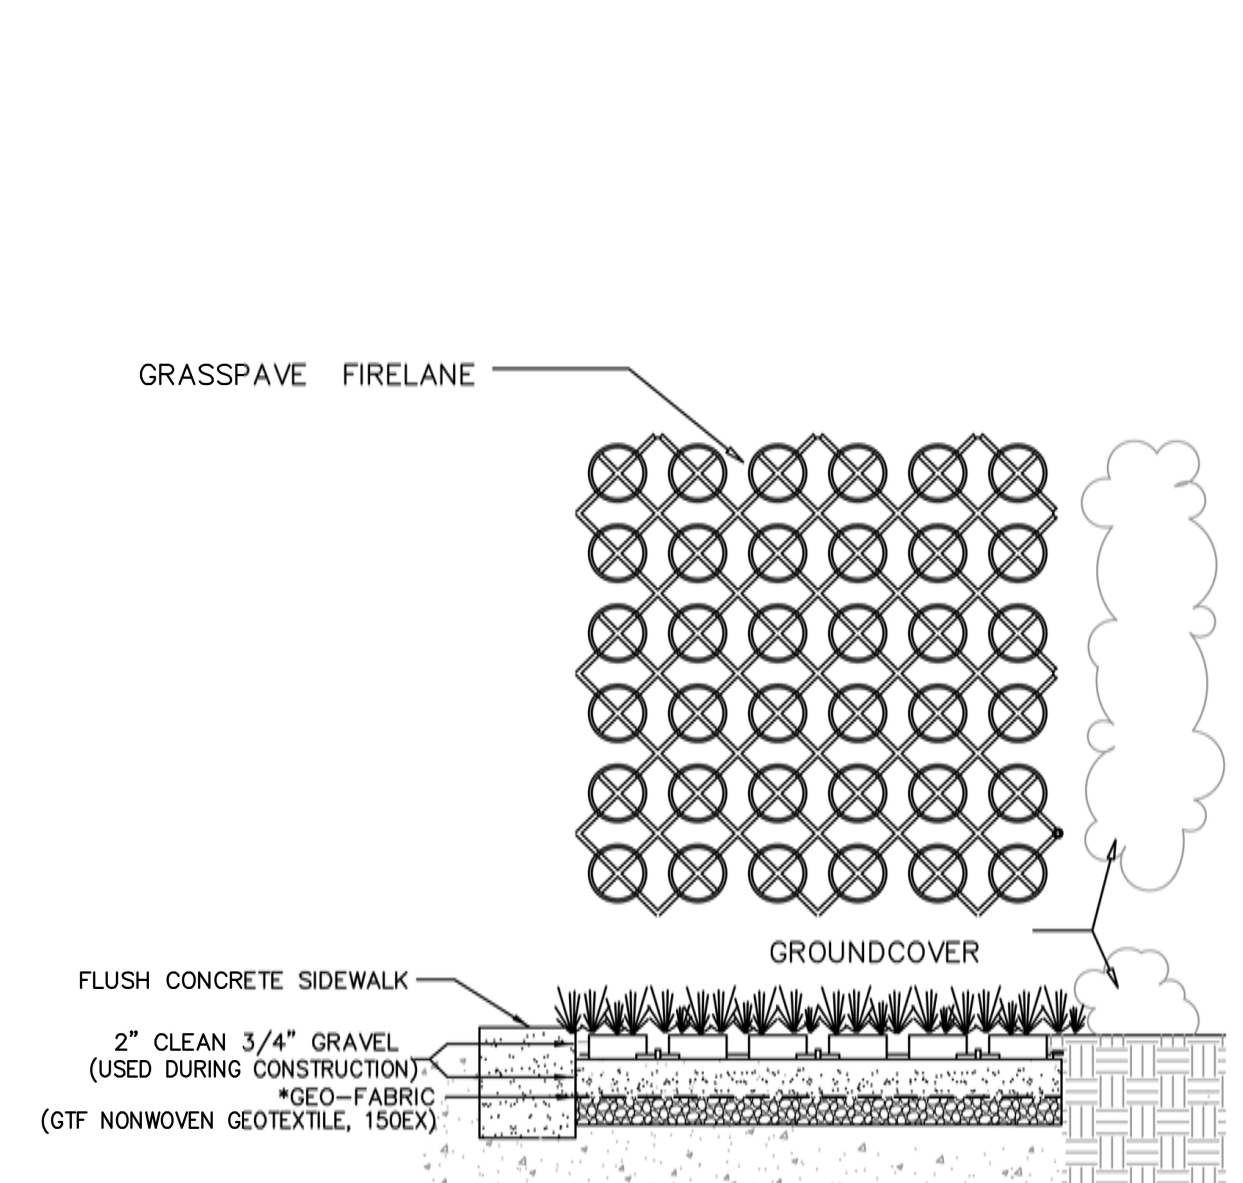 GRASSPAVE FIRELANE
GROUNDCOVER
FLUSH CONCRETE SIDEWALK
2” CLEAN 3/4” GRAVEL
(USED DURING CONSTRUCTION)
*GEO-FABRIC
(GTF NONWOVEN GEOTEXTILE, 150EX)